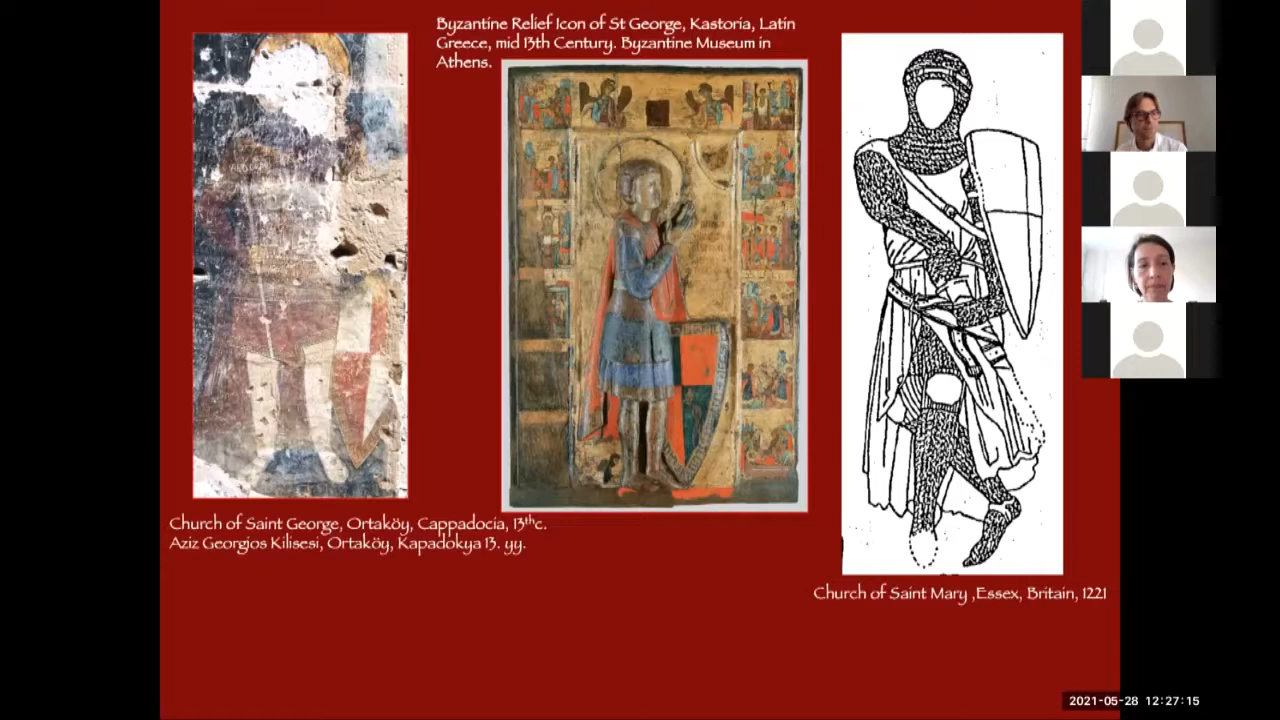 Byzantine Relief Icon of St George, Kastoria, Latin
Greece, mid 13th Century. Byzantine Museum in
Athens.
Church of Saint George, Ortaköy, Cappadocia, 13thc.
Aziz Georgios Kilisesi, Ortaköy, Kapadokya 13. yy.
Church of Saint Mary ,Essex, Britain, 1221
2021-05-28 12:27:15